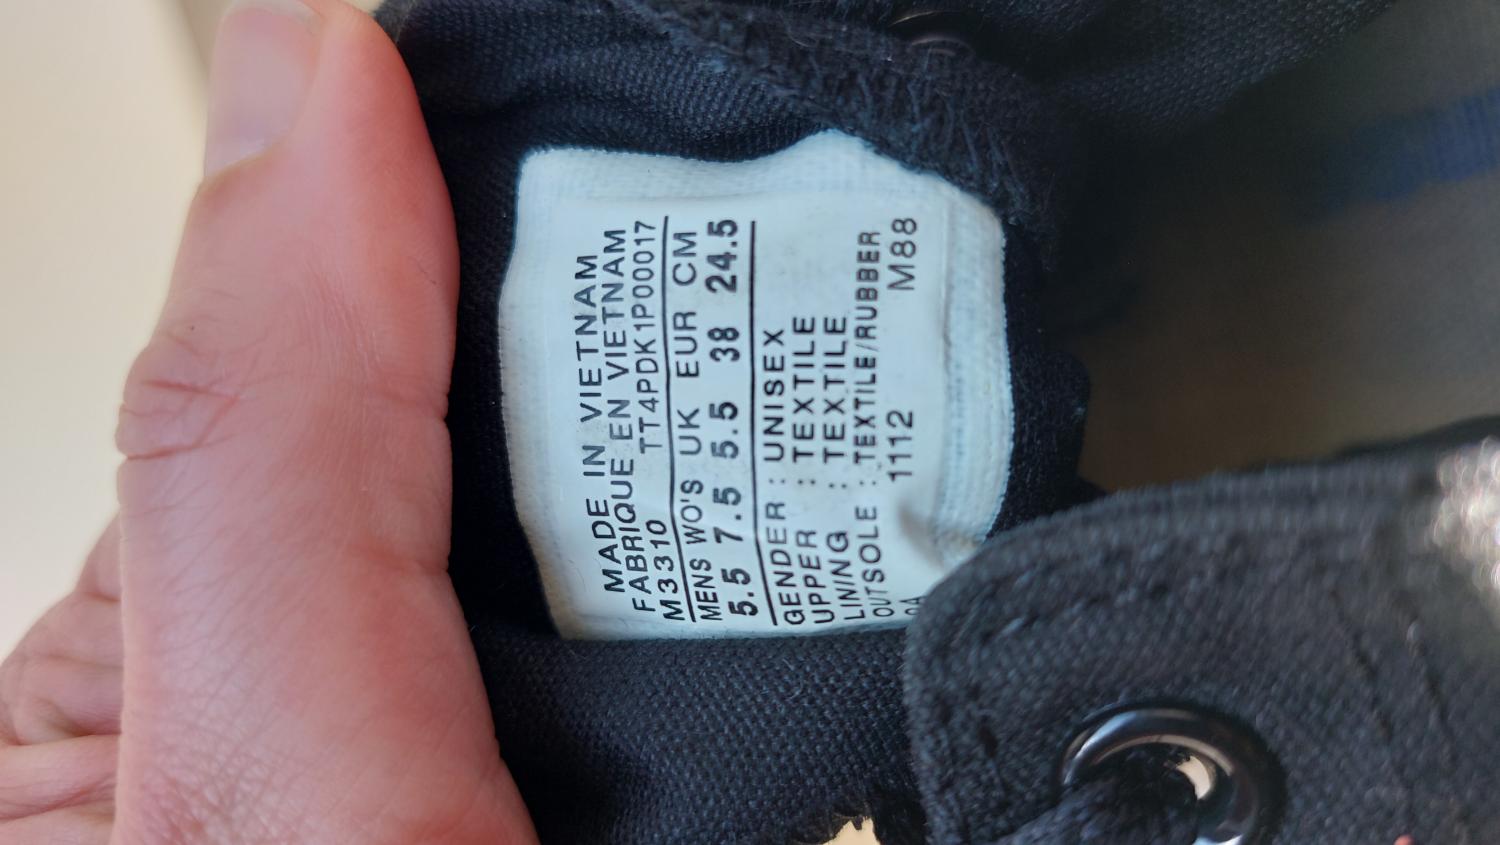 MADE IN VIETNAM
FABRIQUE EN VIETNAM
M3310 TT4PDK1P00017
MENS WO'S UK EUR CM
5.5 7.5 5.5 38 24.5
GENDER : UNISEX
UPPER : TEXTILE
LINING : TEXTILE
OUTSOLE : TEXTILE/RUBBER
1112 M88